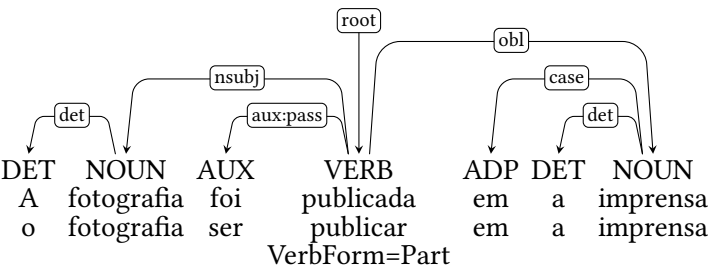 root
obl
nsubj
case
det
aux:pass
det
DET NOUN AUX VERB ADP DET NOUN
A fotografia foi publicada em a imprensa
o fotografia ser publicar em a imprensa
VerbForm=Part